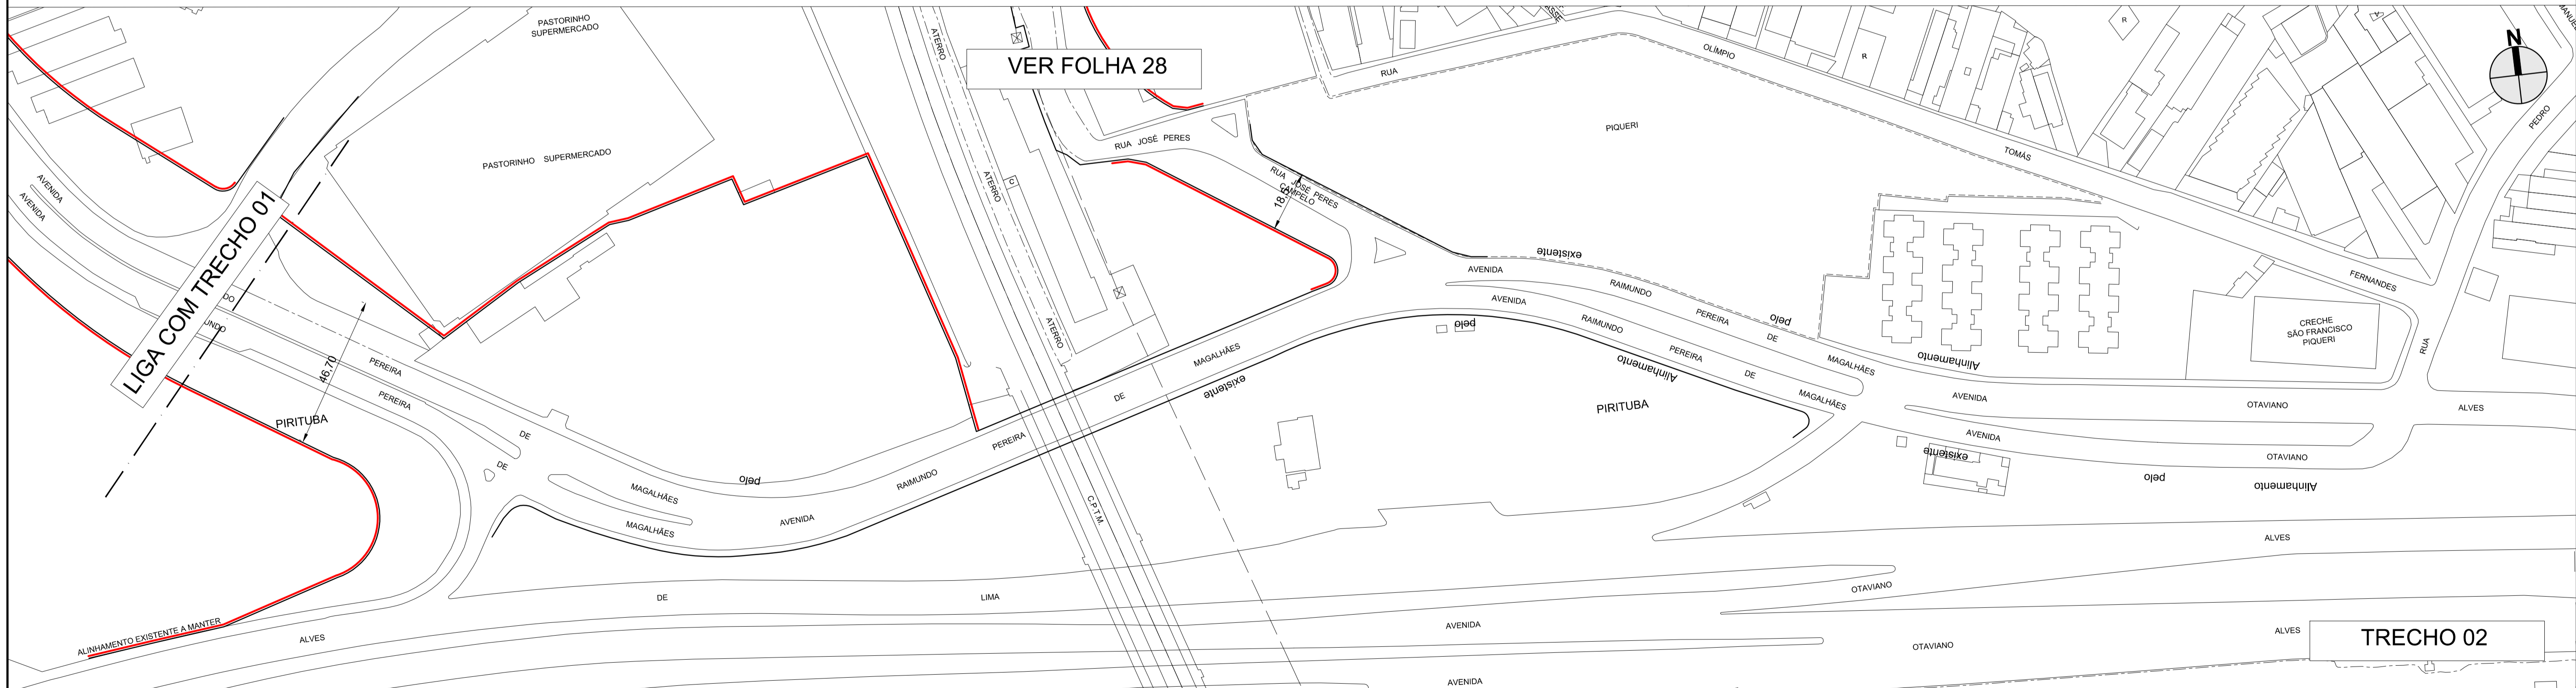 PASTORINHO
SUPERMERCADO
ATERRO
VER FOLHA 28
RUA
OLÍMPIO
R
R
N
PEDRO
PIQUERI
TOMÁS
RUA JOSÉ PERES
PASTORINHO SUPERMERCADO
ATERRO
C
RUA JOSÉ PERES
CAMPELO
AVENIDA
AVENIDA
LIGA COM TRECHO 01
DO
existente
AVENIDA
RAIMUNDO
PEREIRA
DE
MAGALHÃES
AVENIDA
RAIMUNDO
PEREIRA
DE
MAGALHÃES
pelo
pelo
Alinhamento
Alinhamento
FERNANDES
CRECHE
SÃO FRANCISCO
PIQUERI
RUA
ATERRO
46,70
PEREIRA
PEREIRA
PIRITUBA
DE
DE
MAGALHÃES
MAGALHÃES
pelo
AVENIDA
RAIMUNDO
PEREIRA
DE
MAGALHÃES
existente
PIRITUBA
AVENIDA
OTAVIANO
ALVES
AVENIDA
OTAVIANO
existente
pelo
Alinhamento
C.P.T.M.
ALVES
DE
LIMA
OTAVIANO
ALINHAMENTO EXISTENTE A MANTER
ALVES
AVENIDA
OTAVIANO
ALVES
TRECHO 02
AVENIDA